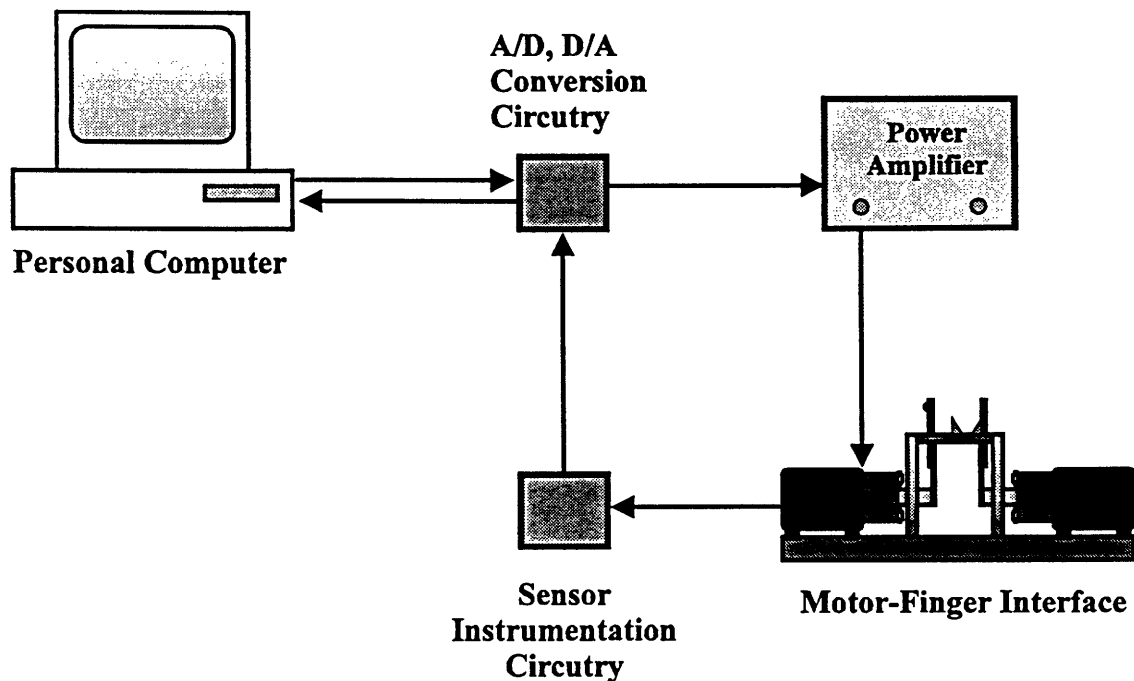 A/D, D/A
Conversion
Circutry
Power
Amplifier
Personal Computer
Sensor
Instrumentation
Circutry
Motor-Finger Interface